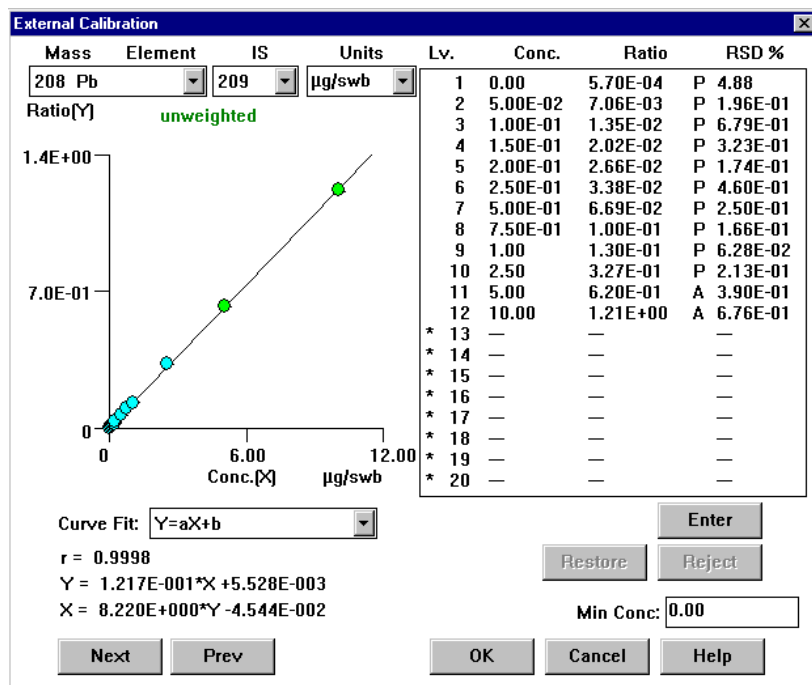 External Calibration
Mass Element IS Units
208 Pb 209 µg/swb
Ratio(Y) unweighted
1.4E+00
7.0E-01
0
0 6.00 12.00
Conc.(X) µg/swb
Lv. Conc. Ratio RSD %
1 0.00 5.70E-04 P 4.88
2 5.00E-02 7.06E-03 P 1.96E-01
3 1.00E-01 1.35E-02 P 6.79E-01
4 1.50E-01 2.02E-02 P 3.23E-01
5 2.00E-01 2.66E-02 P 1.74E-01
6 2.50E-01 3.38E-02 P 4.60E-01
7 5.00E-01 6.69E-02 P 2.50E-01
8 7.50E-01 1.00E-01 P 1.66E-01
9 1.00 1.30E-01 P 6.28E-02
10 2.50 3.27E-01 P 2.13E-01
11 5.00 6.20E-01 A 3.90E-01
12 10.00 1.21E+00 A 6.76E-01
* 13 — — —
* 14 — — —
* 15 — — —
* 16 — — —
* 17 — — —
* 18 — — —
* 19 — — —
* 20 — — —
Curve Fit: Y=aX+b
r = 0.9998
Y = 1.217E-001*X +5.528E-003
X = 8.220E+000*Y -4.544E-002
Enter
Restore Reject
Min Conc: 0.00
Next Prev OK Cancel Help